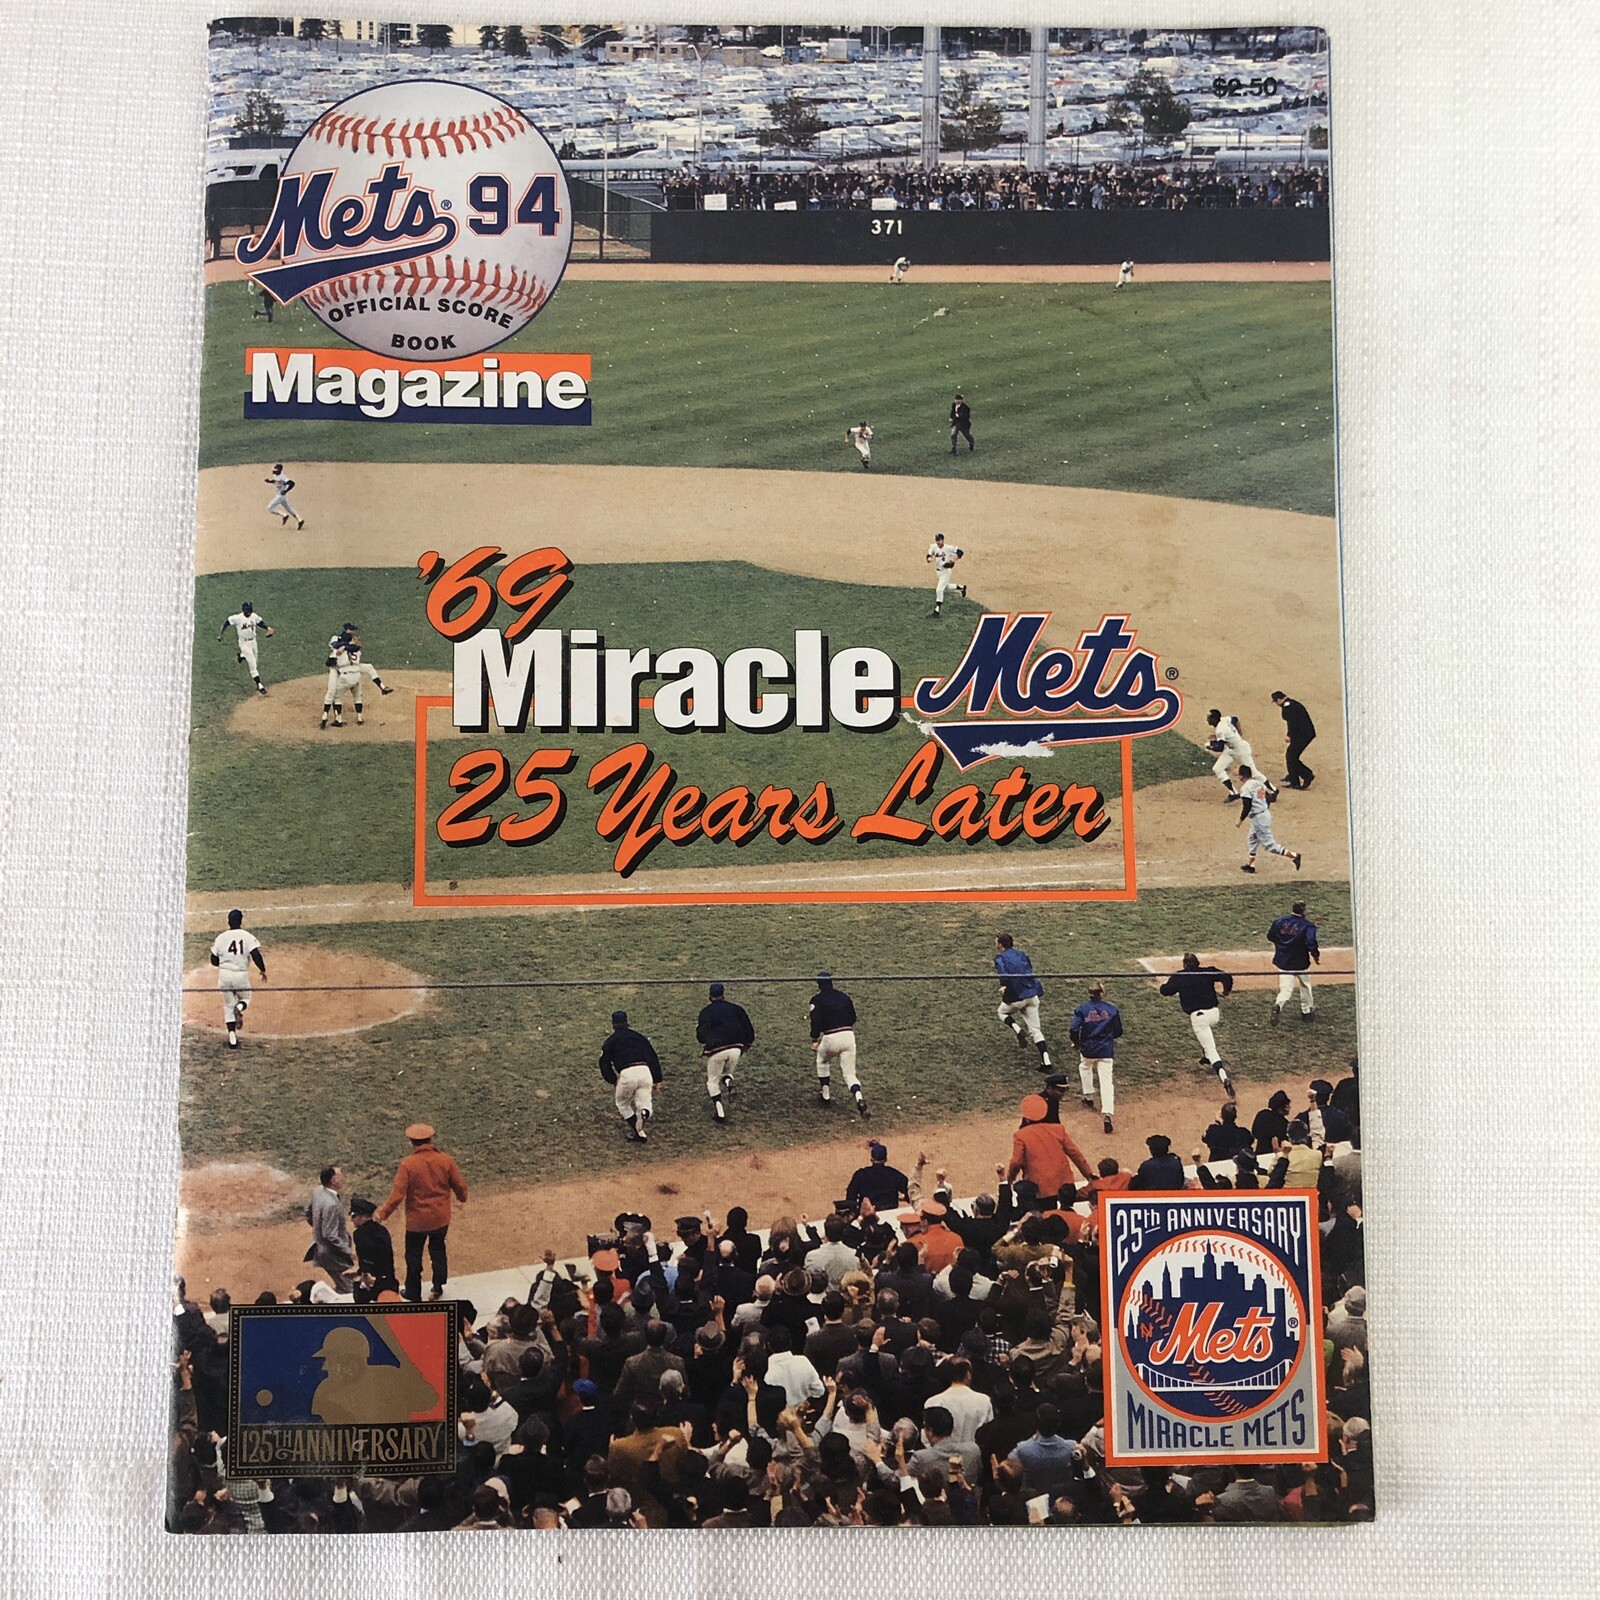 $2.50
Mets® 94
OFFICIAL SCORE
BOOK
Magazine
371
'69
Miracle Mets®
25 Years Later
41
25th ANNIVERSARY
NY
Mets®
MIRACLE METS
125TH ANNIVERSARY